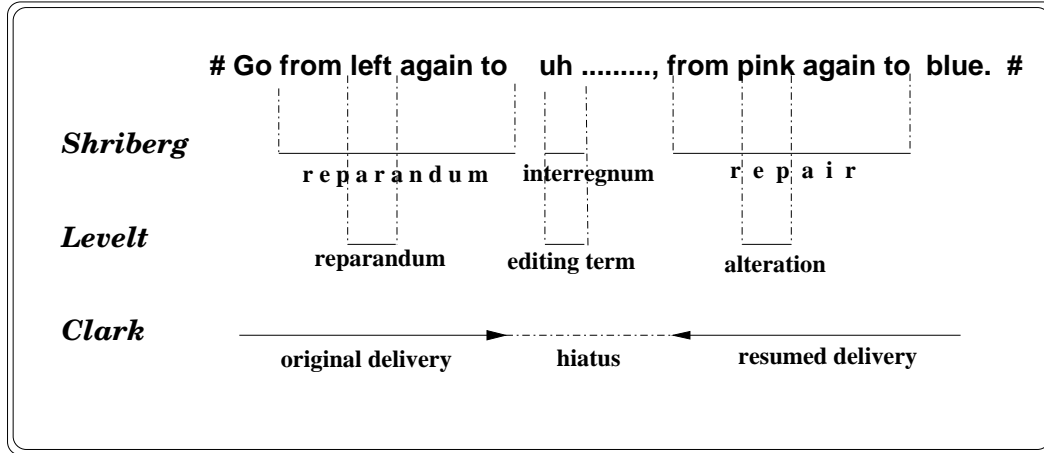 # Go from left again to uh ........., from pink again to blue. #
Shriberg
reparandum interregnum repair
Levelt
reparandum editing term alteration
Clark
original delivery hiatus resumed delivery